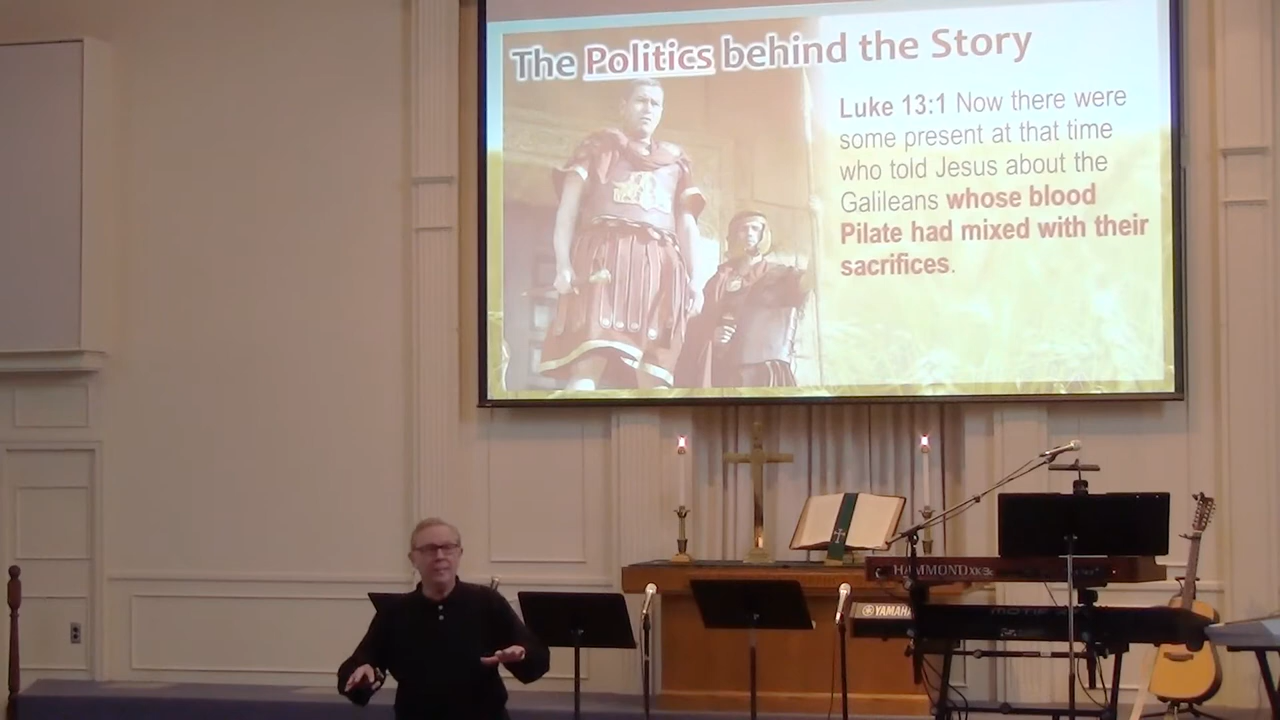 The Politics behind the Story
Luke 13:1 Now there were
some present at that time
who told Jesus about the
Galileans whose blood
Pilate had mixed with their
sacrifices.
HAMMOND XK-3c
YAMAHA
MOTIF